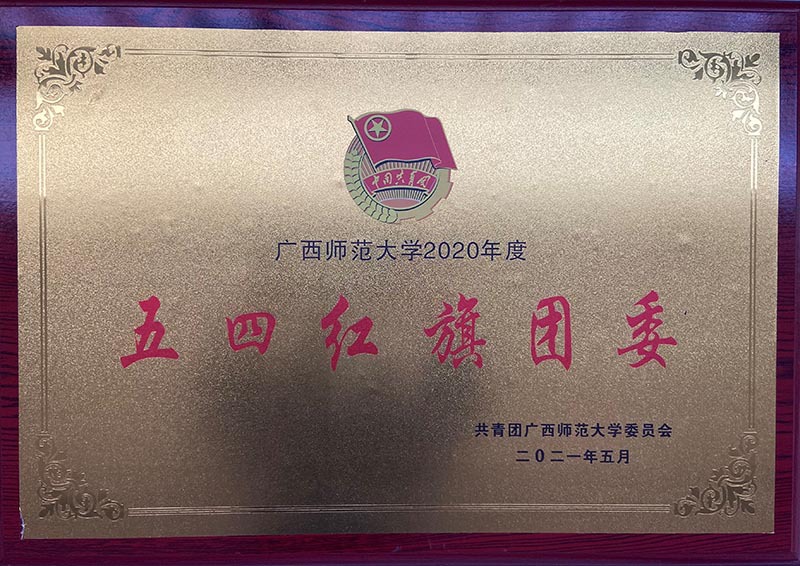 中国共青团
广西师范大学2020年度
五四红旗团委
共青团广西师范大学委员会
二0二一年五月